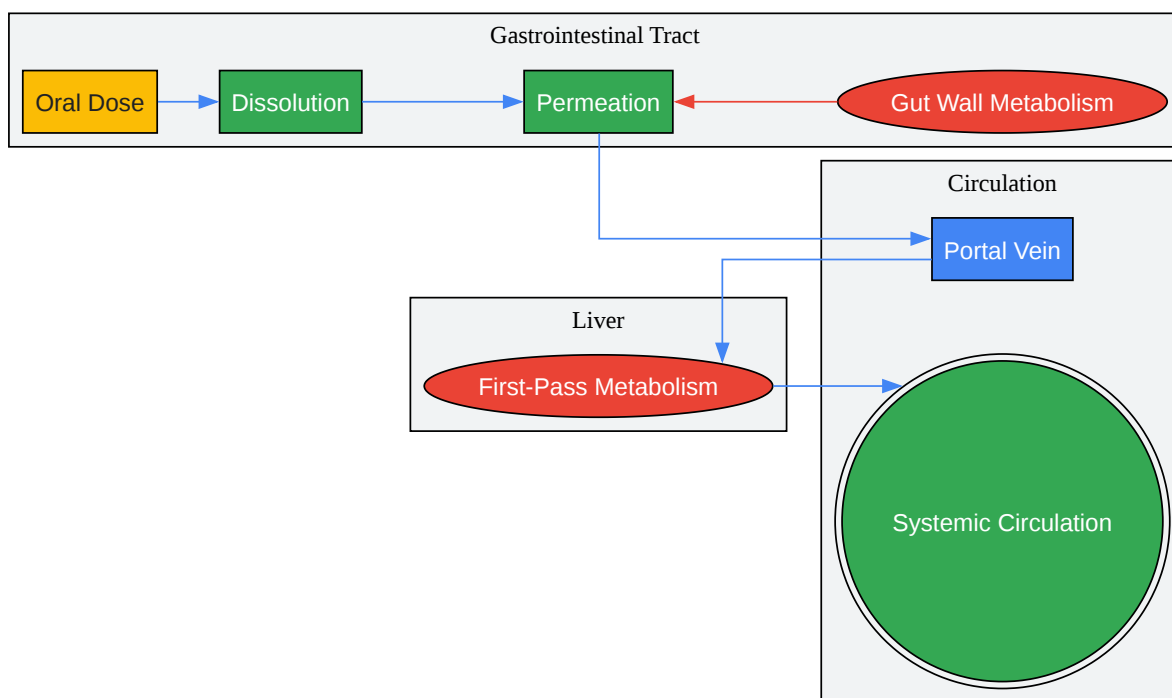 Gastrointestinal Tract
Oral Dose
Dissolution
Permeation
Gut Wall Metabolism
Circulation
Portal Vein
Liver
First-Pass Metabolism
Systemic Circulation